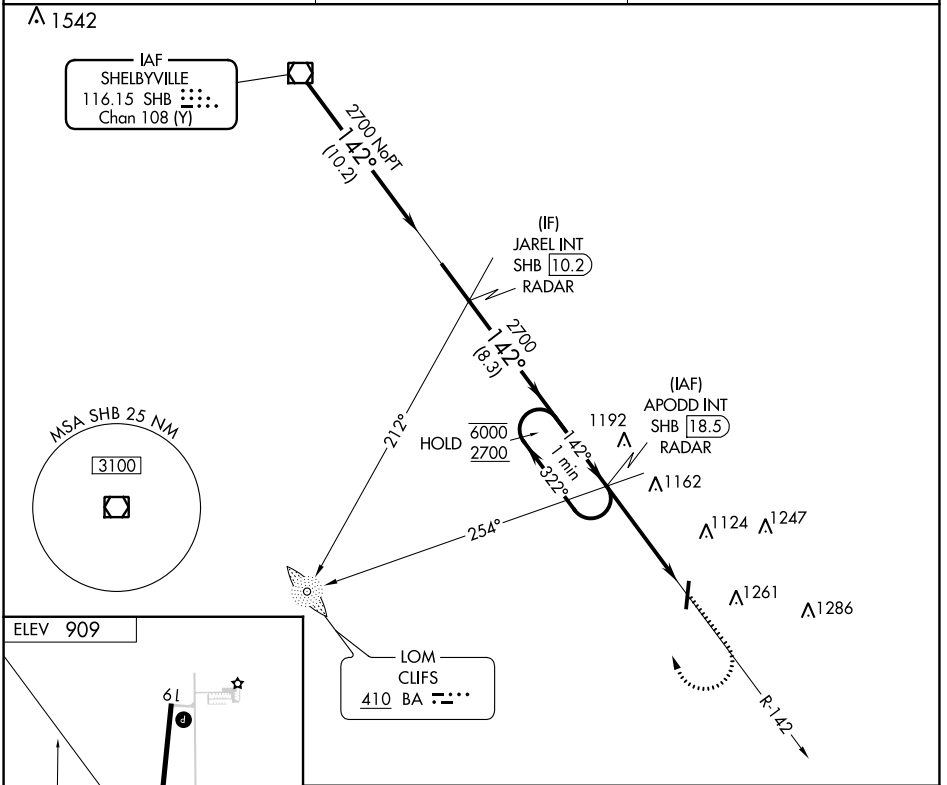 1542
IAF
SHELBYVILLE
116.15 SHB
Chan 108 (Y)
2700 NoPT
142°
(10.2)
(IF)
JAREL INT
SHB 10.2
RADAR
2700
142°
(8.3)
(IAF)
APODD INT
SHB 18.5
RADAR
MSA SHB 25 NM
3100
212°
HOLD 6000
2700
142°
1 min
322°
1192
1162
254°
1124
1247
1261
1286
ELEV 909
LOM
CLIFS
410 BA
R-142
19
P